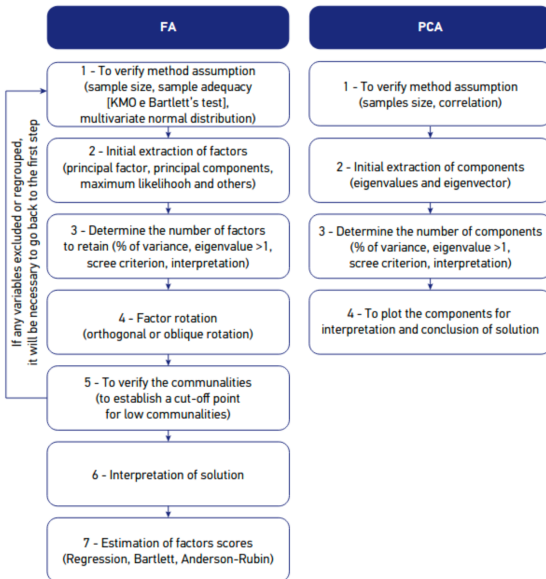 FA
1 - To verify method assumption
(sample size, sample adequacy
[KMO e Bartlett's test],
multivariate normal distribution)
2 - Initial extraction of factors
(principal factor, principal components,
maximum likelihooh and others)
3 - Determine the number of factors
to retain (% of variance, eigenvalue >1,
scree criterion, interpretation)
4 - Factor rotation
(orthogonal or oblique rotation)
5 - To verify the communalities
(to establish a cut-off point
for low communalities)
6 - Interpretation of solution
7 - Estimation of factors scores
(Regression, Bartlett, Anderson-Rubin)
If any variables excluded or regrouped,
it will be necessary to go back to the first step
PCA
1 - To verify method assumption
(samples size, correlation)
2 - Initial extraction of components
(eigenvalues and eigenvector)
3 - Determine the number of components
(% of variance, eigenvalue >1,
scree criterion, interpretation)
4 - To plot the components for
interpretation and conclusion of solution